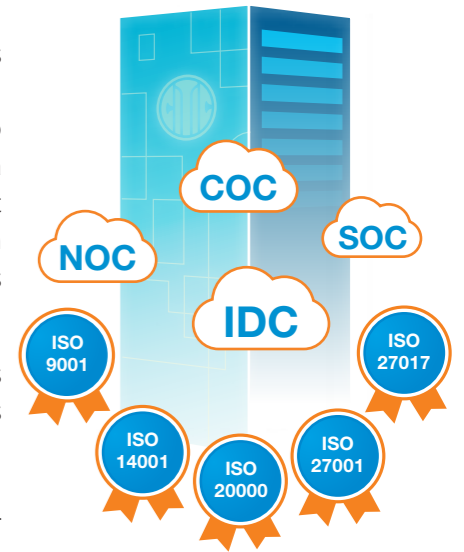 COC
NOC
SOC
IDC
ISO
9001
ISO
27017
ISO
14001
ISO
27001
ISO
20000